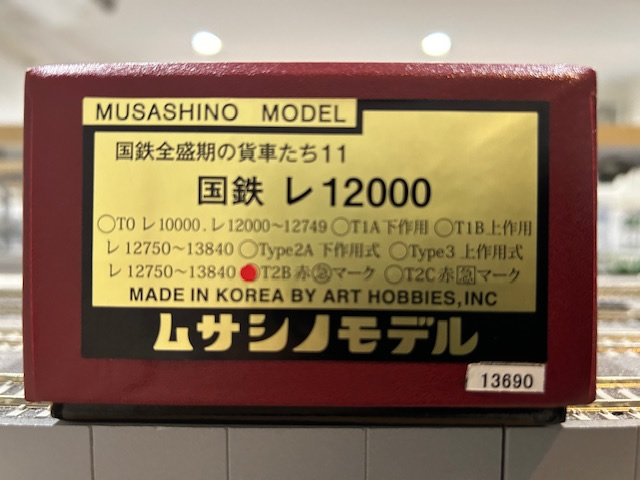 MUSASHINO MODEL
国鉄全盛期の貨車たち11
国鉄 レ12000
○T0 レ10000．レ12000～12749 ○T1A 下作用 ○T1B 上作用
レ12750～13840 ○Type2A 下作用式 ○Type3 上作用式
レ12750～13840 ●T2B 赤㊝マーク ○T2C 赤急マーク
MADE IN KOREA BY ART HOBBIES,INC
ムサシノモデル
13690